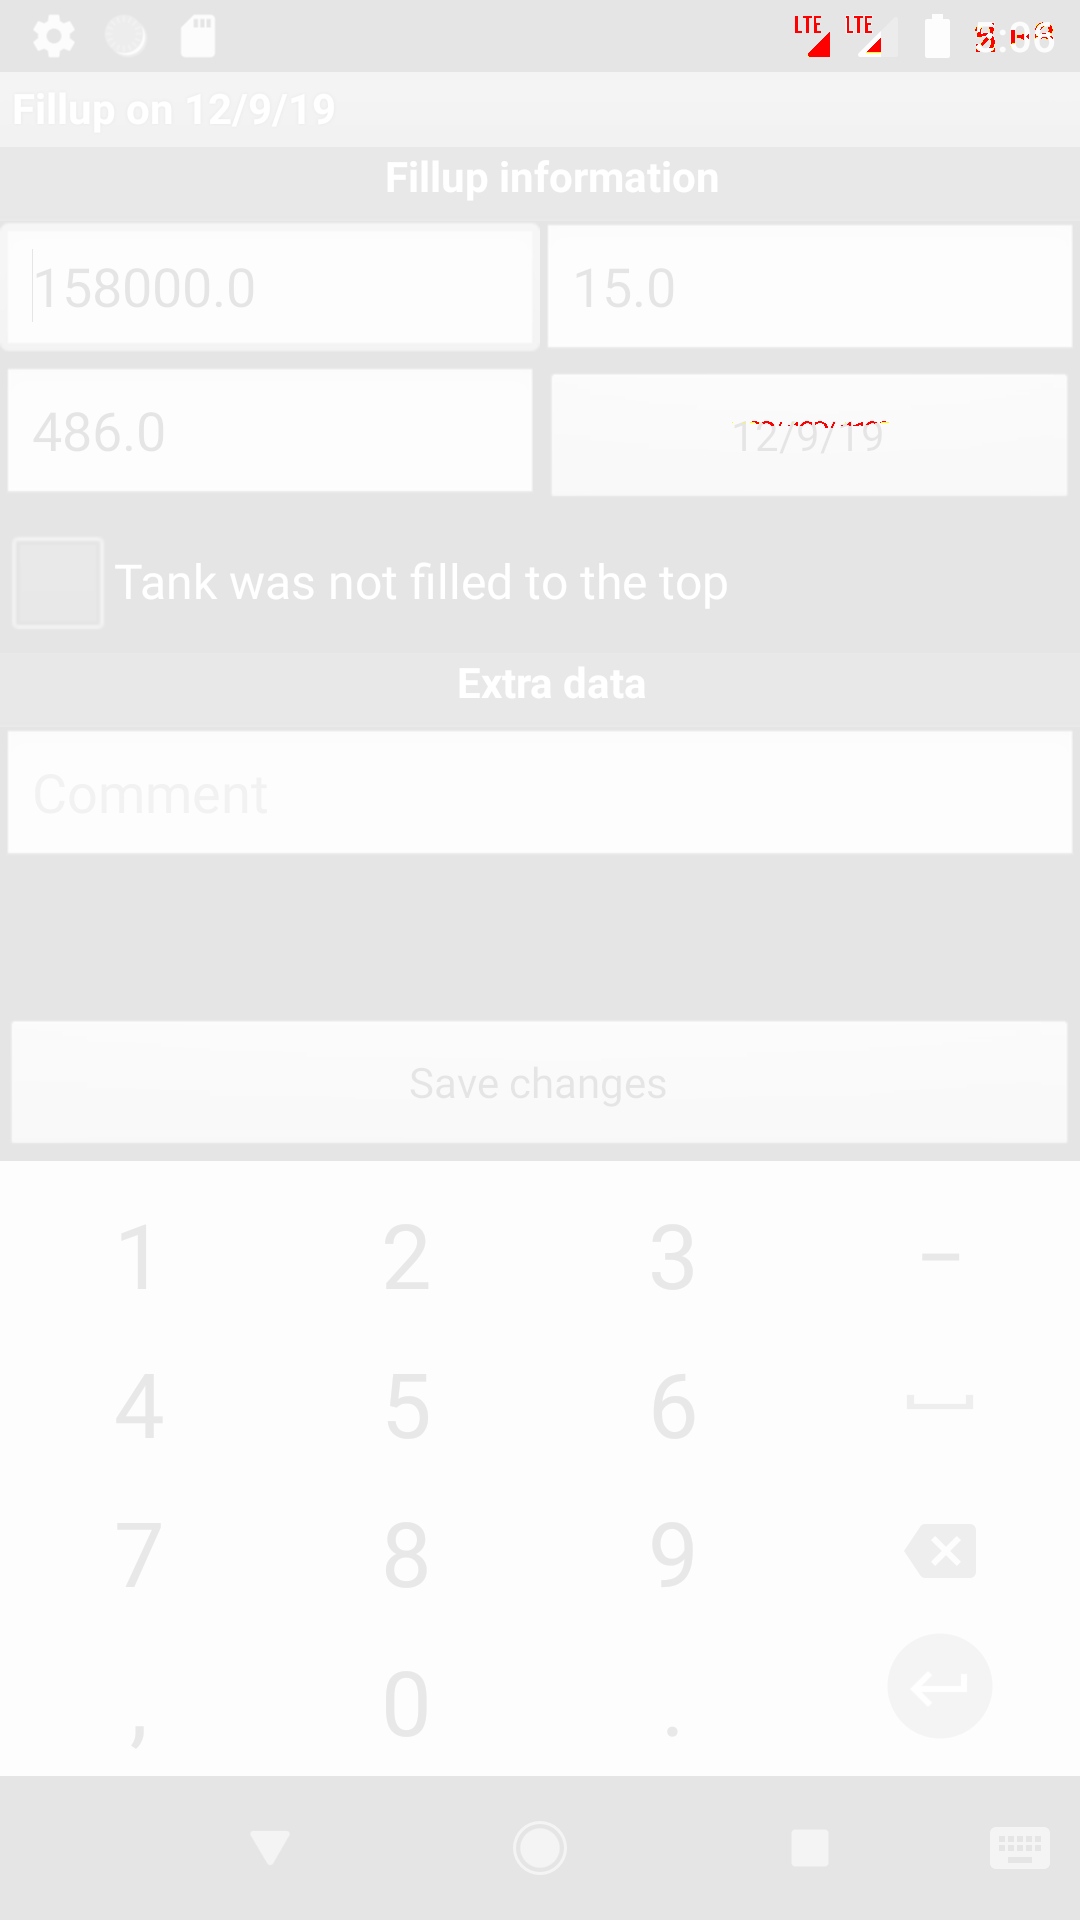 LTE LTE
Fillup on 12/9/19
Fillup information
158000.0 15.0
486.0 12/9/19
Tank was not filled to the top
Extra data
Comment
Save changes
1 2 3 −
4 5 6
7 8 9
, 0 .